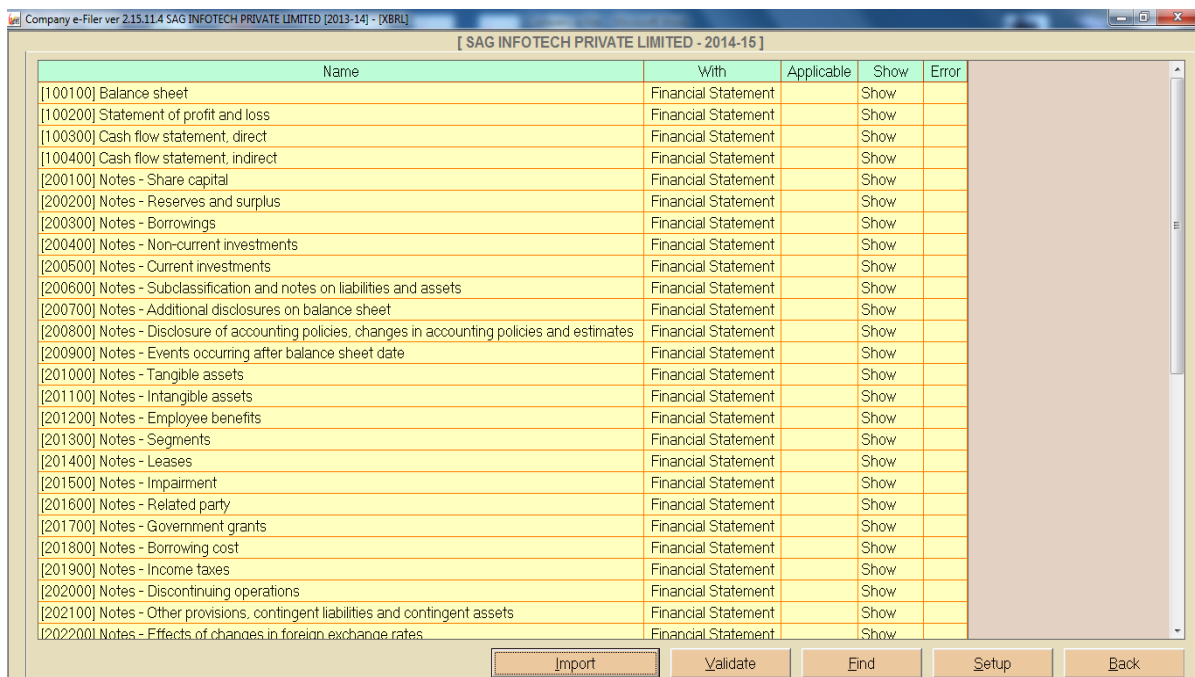 Company e-Filer ver 2.15.11.4 SAG INFOTECH PRIVATE LIMITED [2013-14] - [XBRL]
[ SAG INFOTECH PRIVATE LIMITED - 2014-15 ]
Name With Applicable Show Error
[100100] Balance sheet Financial Statement Show
[100200] Statement of profit and loss Financial Statement Show
[100300] Cash flow statement, direct Financial Statement Show
[100400] Cash flow statement, indirect Financial Statement Show
[200100] Notes - Share capital Financial Statement Show
[200200] Notes - Reserves and surplus Financial Statement Show
[200300] Notes - Borrowings Financial Statement Show
[200400] Notes - Non-current investments Financial Statement Show
[200500] Notes - Current investments Financial Statement Show
[200600] Notes - Subclassification and notes on liabilities and assets Financial Statement Show
[200700] Notes - Additional disclosures on balance sheet Financial Statement Show
[200800] Notes - Disclosure of accounting policies, changes in accounting policies and estimates Financial Statement Show
[200900] Notes - Events occurring after balance sheet date Financial Statement Show
[201000] Notes - Tangible assets Financial Statement Show
[201100] Notes - Intangible assets Financial Statement Show
[201200] Notes - Employee benefits Financial Statement Show
[201300] Notes - Segments Financial Statement Show
[201400] Notes - Leases Financial Statement Show
[201500] Notes - Impairment Financial Statement Show
[201600] Notes - Related party Financial Statement Show
[201700] Notes - Government grants Financial Statement Show
[201800] Notes - Borrowing cost Financial Statement Show
[201900] Notes - Income taxes Financial Statement Show
[202000] Notes - Discontinuing operations Financial Statement Show
[202100] Notes - Other provisions, contingent liabilities and contingent assets Financial Statement Show
[202200] Notes - Effects of changes in foreign exchange rates Financial Statement Show
Import Validate Find Setup Back